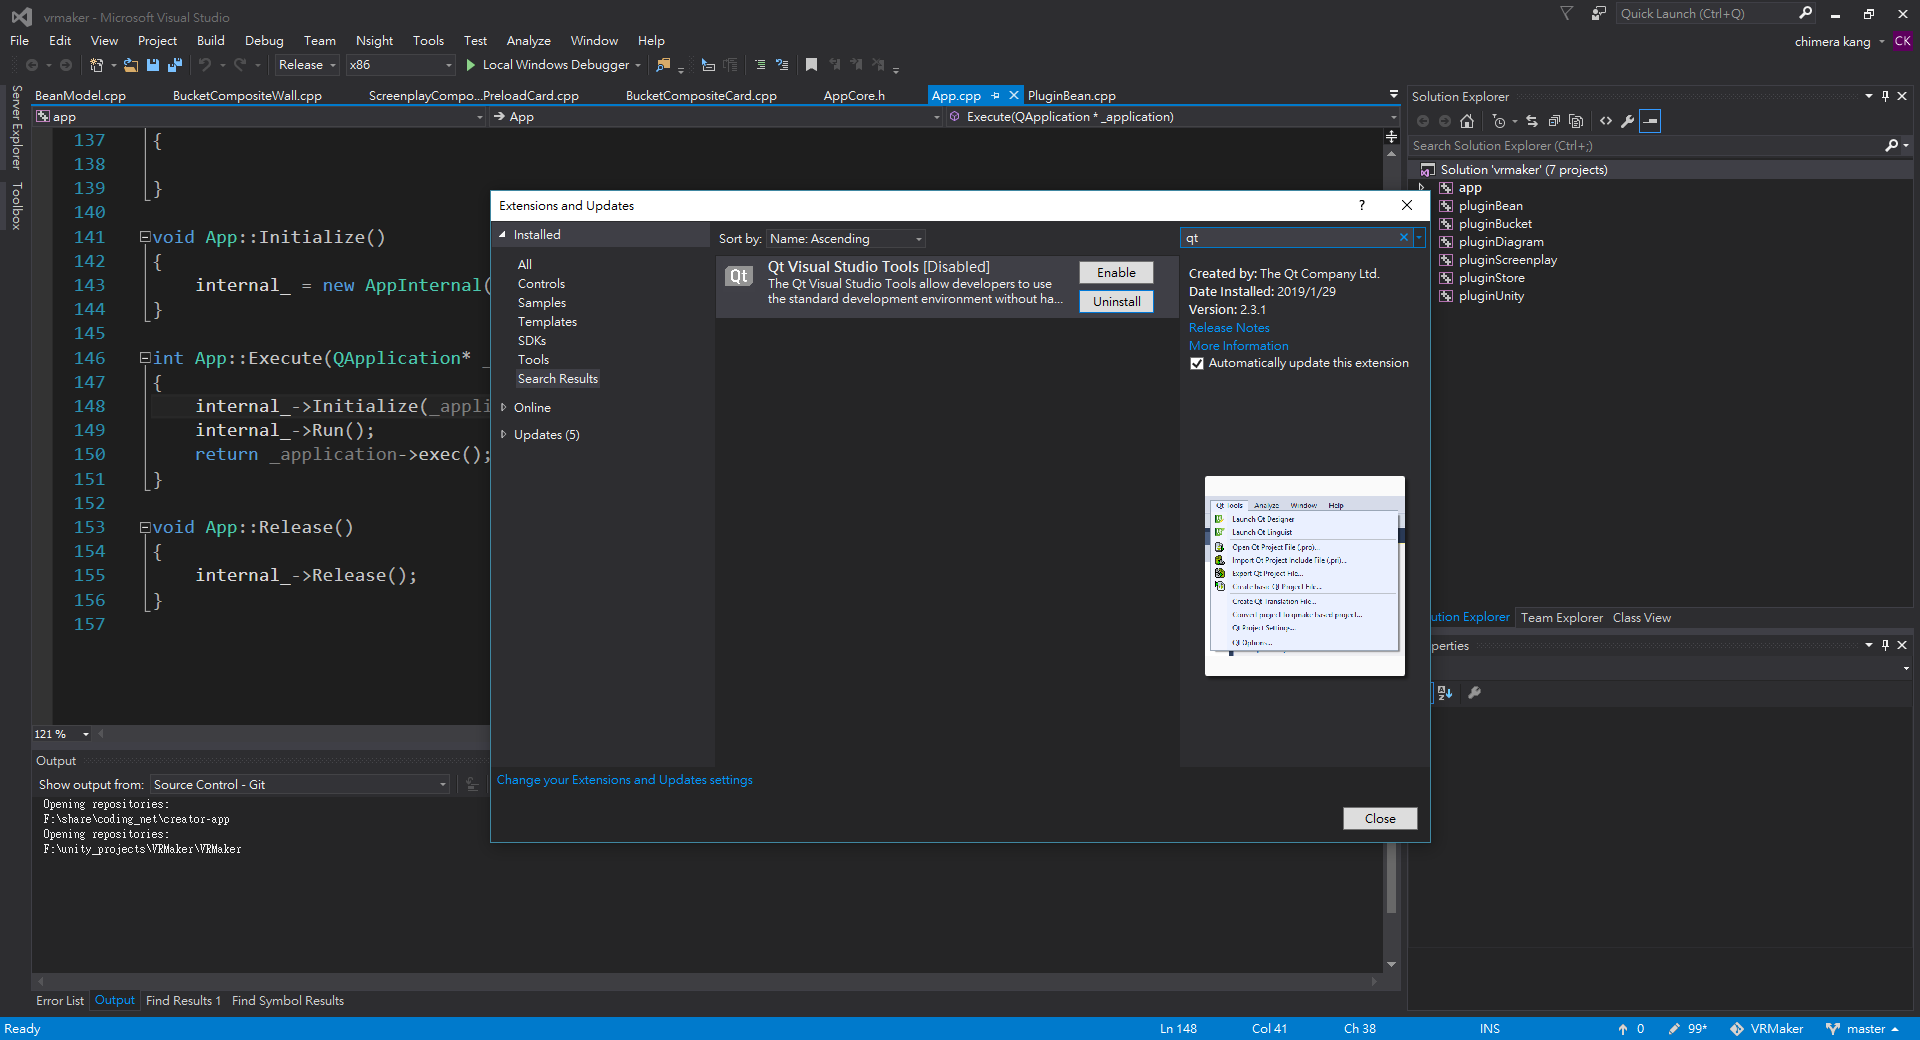 vrmaker - Microsoft Visual Studio
Quick Launch (Ctrl+Q)
File Edit View Project Build Debug Team Nsight Tools Test Analyze Window Help
chimera kang CK
Release x86 Local Windows Debugger
Server Explorer
Toolbox
BeanModel.cpp BucketCompositeWall.cpp ScreenplayCompo...PreloadCard.cpp BucketCompositeCard.cpp AppCore.h App.cpp PluginBean.cpp
app App Execute(QApplication * _application)
137 {
138
139 }
140
141 void App::Initialize()
142 {
143 internal_ = new AppInternal(
144 }
145
146 int App::Execute(QApplication* _
147 {
148 internal_->Initialize(_appli
149 internal_->Run();
150 return _application->exec();
151 }
152
153 void App::Release()
154 {
155 internal_->Release();
156 }
157
121 %
Extensions and Updates
?
Installed
All
Controls
Samples
Templates
SDKs
Tools
Search Results
Online
Updates (5)
Sort by: Name: Ascending
Qt
Qt Visual Studio Tools [Disabled]
The Qt Visual Studio Tools allow developers to use
the standard development environment without ha...
Enable
Uninstall
qt
Created by: The Qt Company Ltd.
Date Installed: 2019/1/29
Version: 2.3.1
Release Notes
More Information
Automatically update this extension
Qt Tools Analyze Window Help
Launch Qt Designer
Launch Qt Linguist
Open Qt Project File (.pro)...
Import Qt Project Include File (.pri)...
Export Qt Project File...
Create basic Qt Project File...
Create Qt Translation File...
Convert project to qmake based project...
Qt Project Settings...
Qt Options...
Change your Extensions and Updates settings
Close
Solution Explorer
Search Solution Explorer (Ctrl+;)
Solution 'vrmaker' (7 projects)
app
pluginBean
pluginBucket
pluginDiagram
pluginScreenplay
pluginStore
pluginUnity
ution Explorer Team Explorer Class View
perties
Output
Show output from: Source Control - Git
Opening repositories:
F:\share\coding_net\creator-app
Opening repositories:
F:\unity_projects\VRMaker\VRMaker
Error List Output Find Results 1 Find Symbol Results
Ready Ln 148 Col 41 Ch 38 INS 0 99* VRMaker master